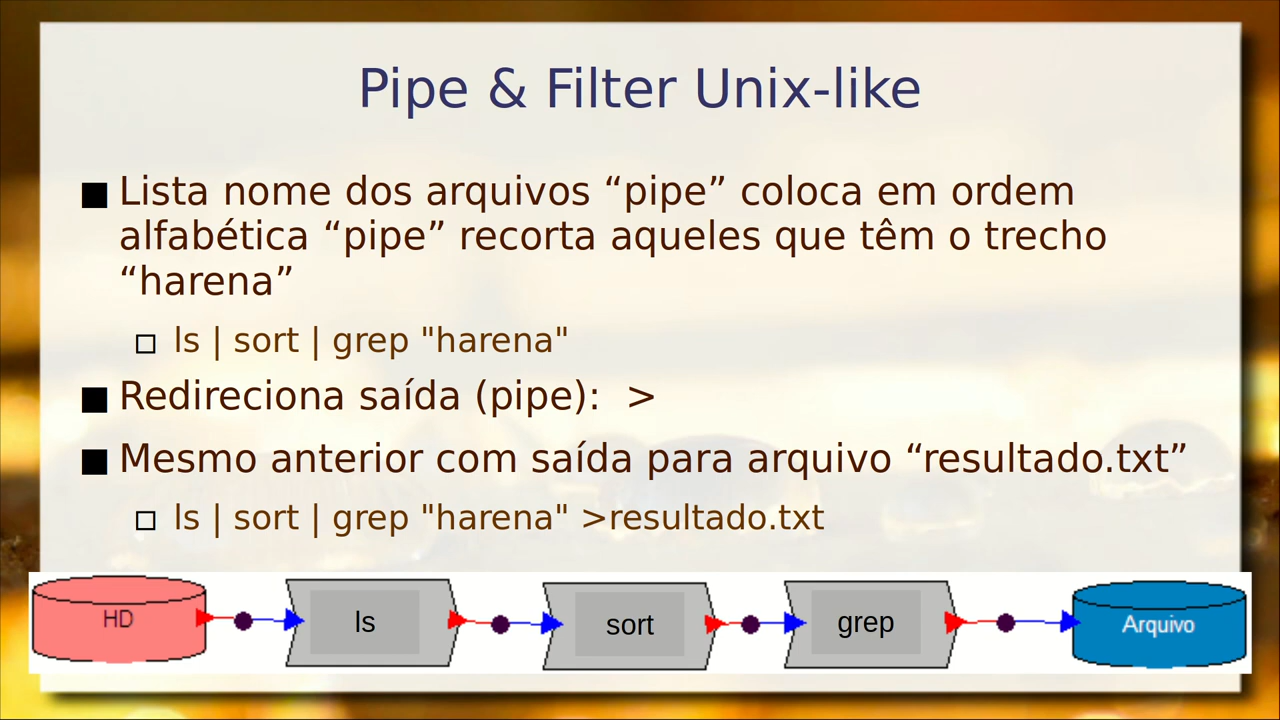 Pipe & Filter Unix-like
Lista nome dos arquivos “pipe” coloca em ordem
alfabética “pipe” recorta aqueles que têm o trecho
“harena”
ls | sort | grep "harena"
Redireciona saída (pipe):  >
Mesmo anterior com saída para arquivo “resultado.txt”
ls | sort | grep "harena" >resultado.txt
HD
ls
sort
grep
Arquivo